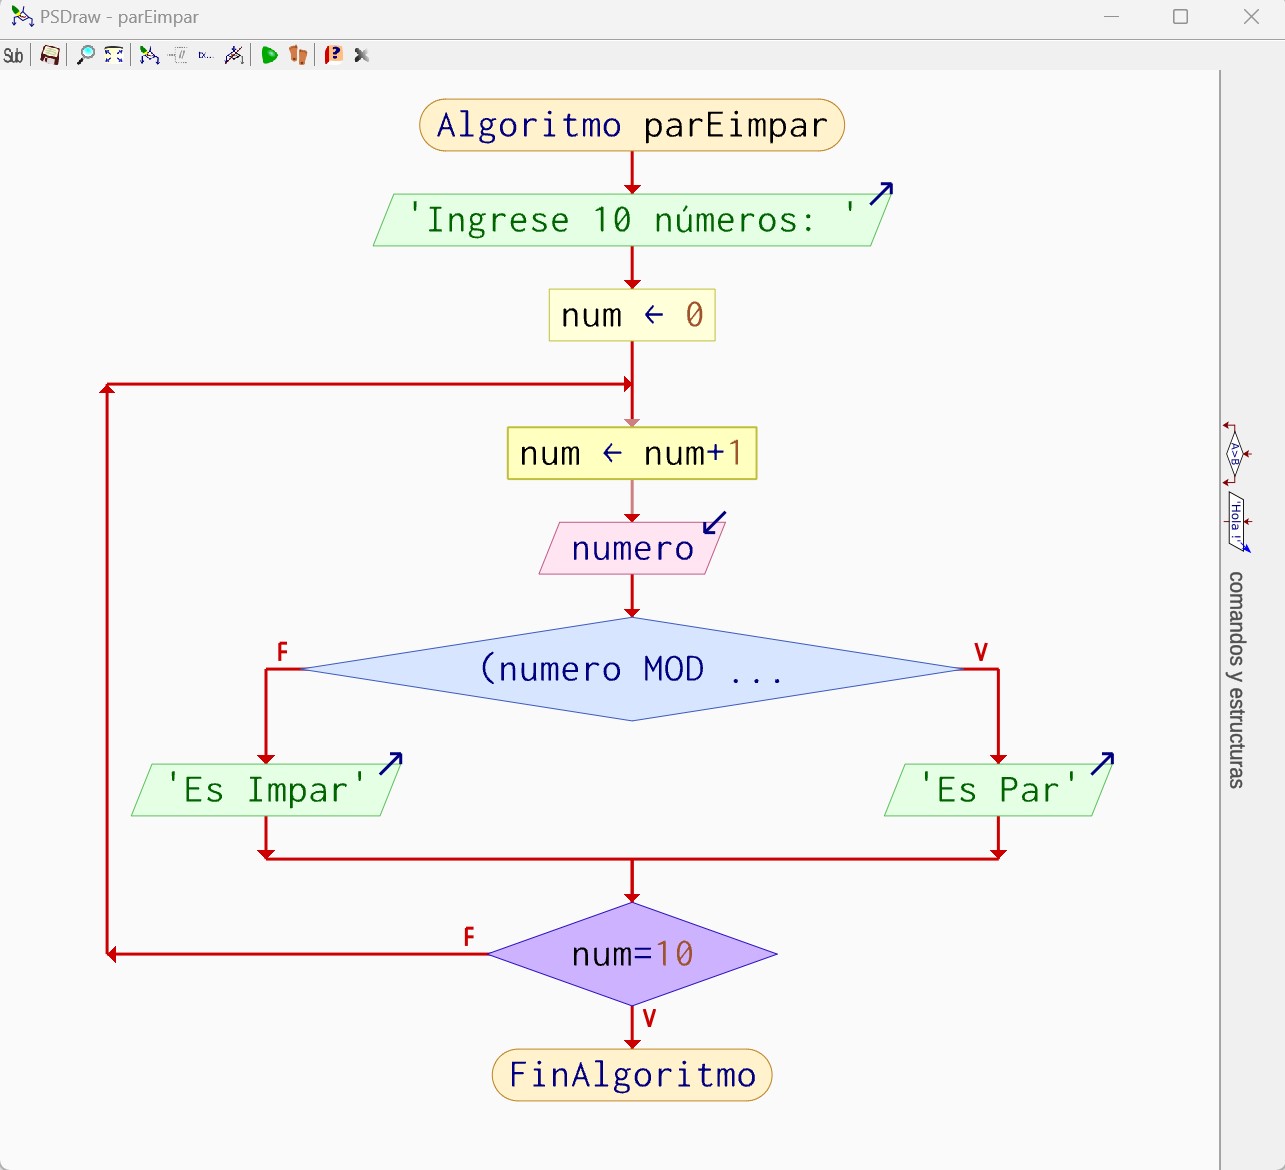 PSDraw - parEimpar
Sub
tx...
Algoritmo parEimpar
'Ingrese 10 números: '
num ← 0
num ← num+1
numero
F
V
(numero MOD ...
'Es Impar'
'Es Par'
F
num=10
V
FinAlgoritmo
A>B
'Hola !'
comandos y estructuras